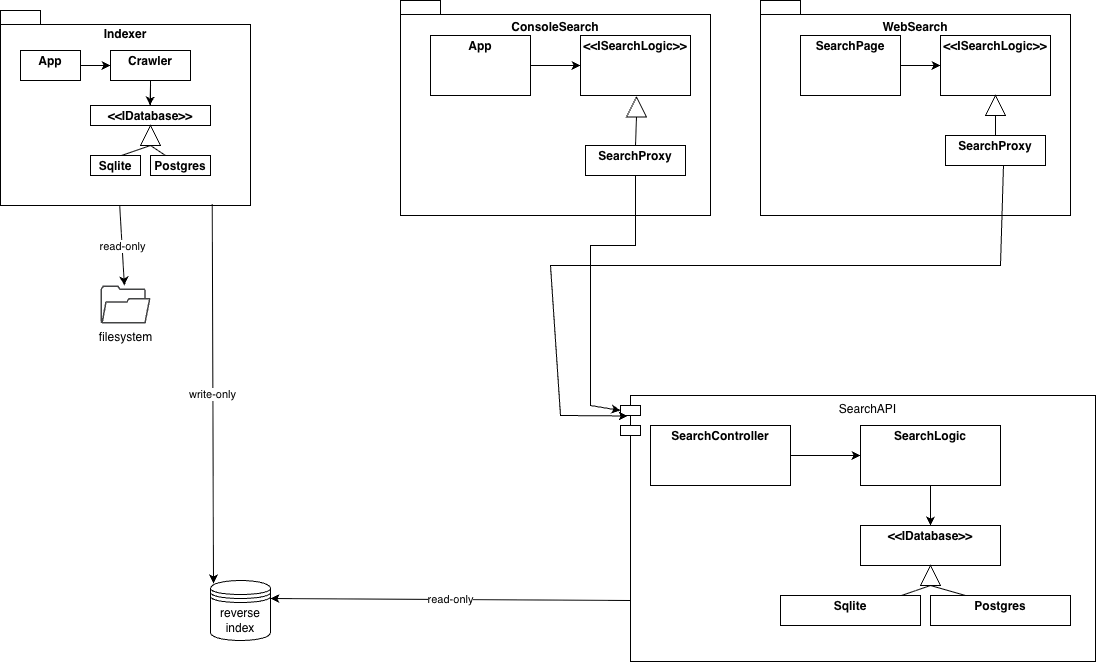 Indexer
App
Crawler
<<IDatabase>>
Sqlite
Postgres
ConsoleSearch
App
<<ISearchLogic>>
SearchProxy
WebSearch
SearchPage
<<ISearchLogic>>
SearchProxy
read-only
filesystem
write-only
SearchAPI
SearchController
SearchLogic
<<IDatabase>>
Sqlite
Postgres
read-only
reverse
index